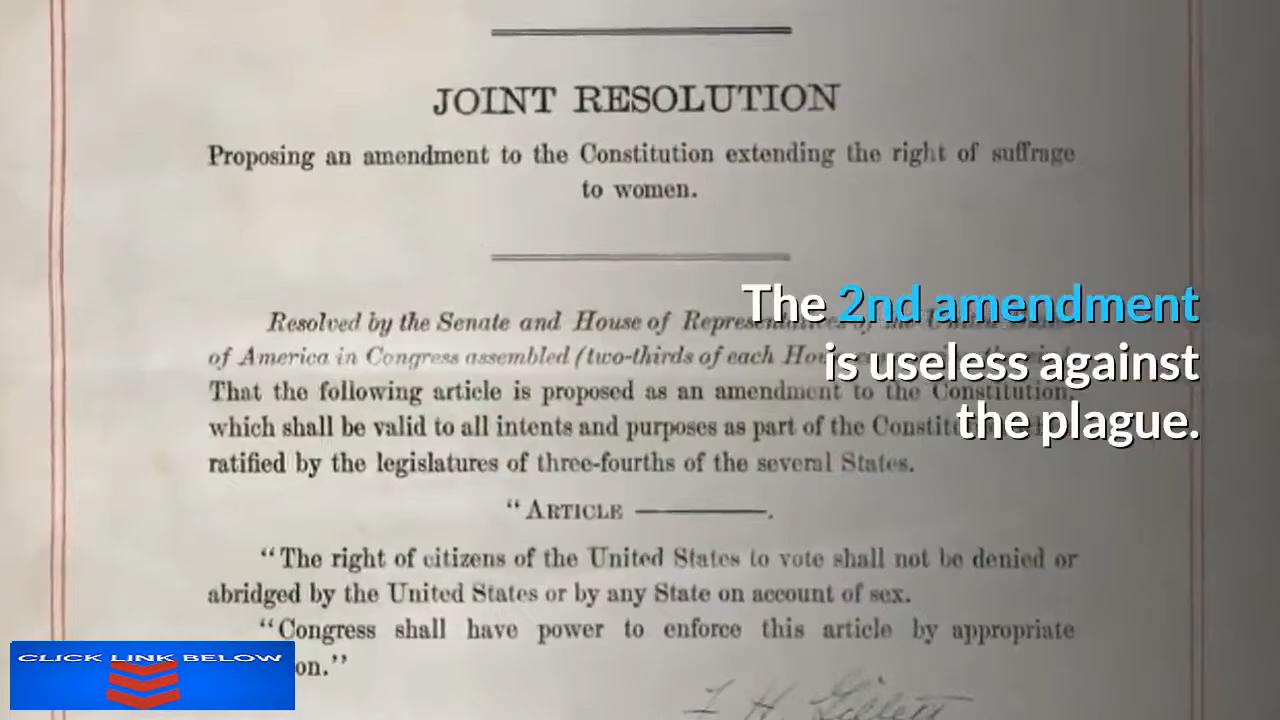 JOINT RESOLUTION
Proposing an amendment to the Constitution extending the right of suffrage
to women.
Resolved by the Senate and House of
of America in Congress assembled (two-thirds of each
That the following article is proposed as an amendment to the Constitution,
which shall be valid to all intents and purposes as part of the
ratified by the legislatures of three-fourths of the several States.
"ARTICLE ———.
"The right of citizens of the United States to vote shall not be denied or
abridged by the United States or by any State on account of sex.
"Congress shall have power to enforce this article by appropriate
on."
The 2nd amendment
is useless against
the plague.
CLICK LINK BELOW